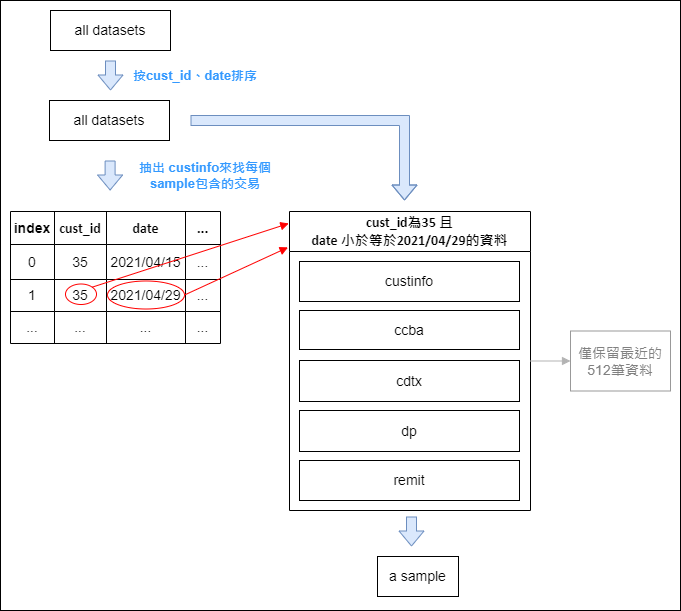 all datasets
按cust_id、date排序
all datasets
抽出 custinfo來找每個
sample包含的交易
index cust_id date ...
0 35 2021/04/15 ...
1 35 2021/04/29 ...
... ... ... ...
cust_id為35 且
date 小於等於2021/04/29的資料
custinfo
ccba
cdtx
dp
remit
僅保留最近的
512筆資料
a sample